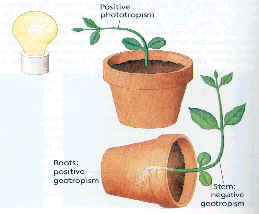 Positive
phototropism
Roots:
positive
geotropism
Stem:
negative
geotropism